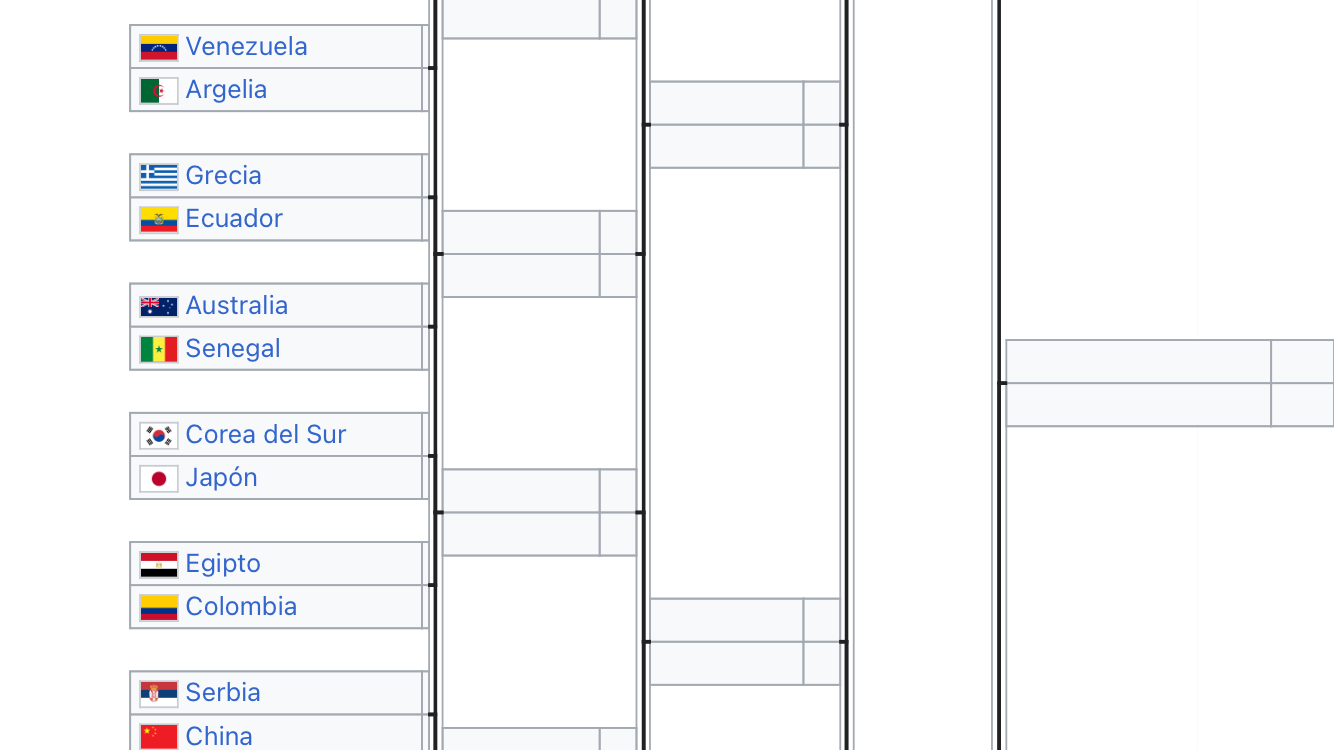 Venezuela
Argelia
Grecia
Ecuador
Australia
Senegal
Corea del Sur
Japón
Egipto
Colombia
Serbia
China